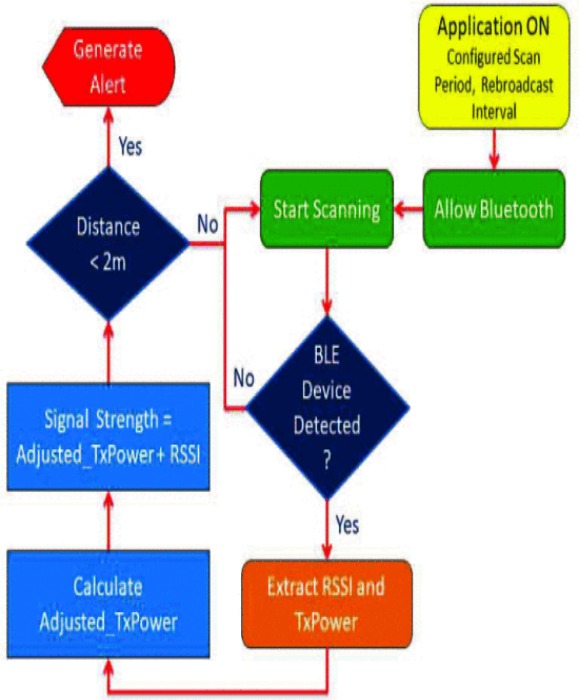 Application ON
Configured Scan
Period, Rebroadcast
Interval
Allow Bluetooth
Start Scanning
BLE
Device
Detected
?
No
Yes
Extract RSSI and
TxPower
Calculate
Adjusted_TxPower
Signal Strength =
Adjusted_TxPower + RSSI
Distance
< 2m
No
Yes
Generate
Alert